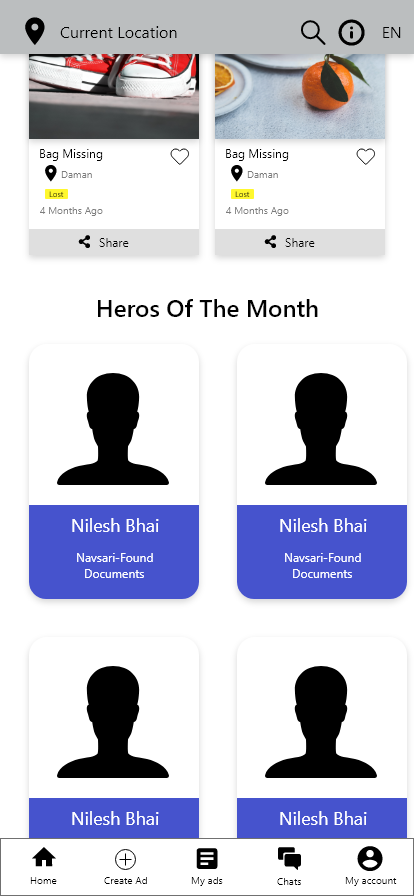 Current Location
EN
Bag Missing
Bag Missing
Daman
Daman
Lost
Lost
4 Months Ago
4 Months Ago
Share
Share
Heros Of The Month
Nilesh Bhai
Nilesh Bhai
Navsari-Found
Documents
Navsari-Found
Documents
Nilesh Bhai
Nilesh Bhai
Home
Create Ad
My ads
Chats
My account